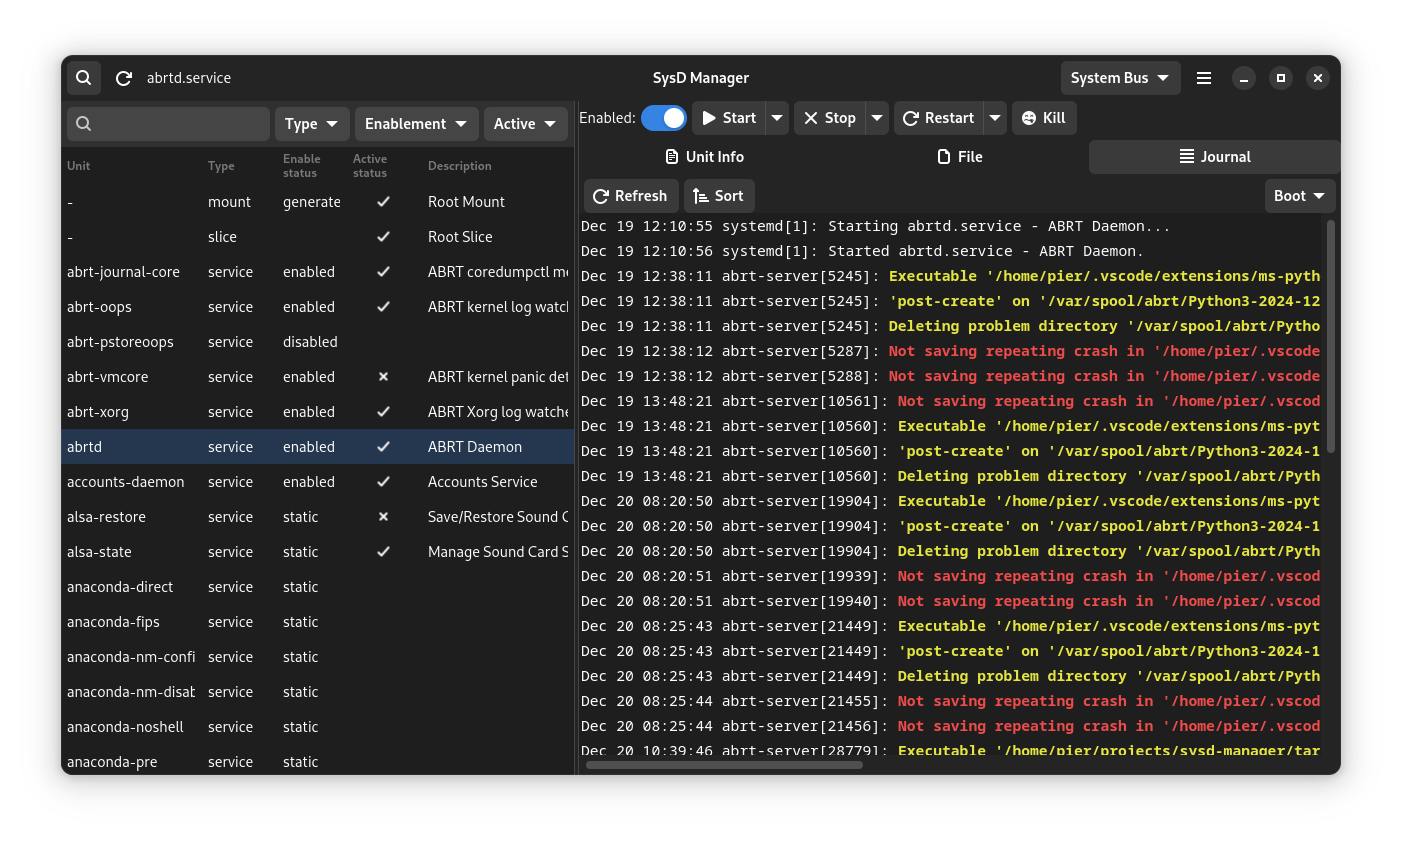 abrtd.service SysD Manager System Bus
Type Enablement Active
Enabled: Start Stop Restart Kill
Unit Info File Journal
Refresh Sort Boot
Unit Type Enable status Active status Description
- mount generate Root Mount
- slice Root Slice
abrt-journal-core service enabled ABRT coredumpctl me
abrt-oops service enabled ABRT kernel log watch
abrt-pstoreoops service disabled
abrt-vmcore service enabled ABRT kernel panic det
abrt-xorg service enabled ABRT Xorg log watche
abrtd service enabled ABRT Daemon
accounts-daemon service enabled Accounts Service
alsa-restore service static Save/Restore Sound C
alsa-state service static Manage Sound Card S
anaconda-direct service static
anaconda-fips service static
anaconda-nm-confi service static
anaconda-nm-disab service static
anaconda-noshell service static
anaconda-pre service static
Dec 19 12:10:55 systemd[1]: Starting abrtd.service - ABRT Daemon...
Dec 19 12:10:56 systemd[1]: Started abrtd.service - ABRT Daemon.
Dec 19 12:38:11 abrt-server[5245]: Executable '/home/pier/.vscode/extensions/ms-pyth
Dec 19 12:38:11 abrt-server[5245]: 'post-create' on '/var/spool/abrt/Python3-2024-12
Dec 19 12:38:11 abrt-server[5245]: Deleting problem directory '/var/spool/abrt/Pytho
Dec 19 12:38:12 abrt-server[5287]: Not saving repeating crash in '/home/pier/.vscode
Dec 19 12:38:12 abrt-server[5288]: Not saving repeating crash in '/home/pier/.vscode
Dec 19 13:48:21 abrt-server[10561]: Not saving repeating crash in '/home/pier/.vscod
Dec 19 13:48:21 abrt-server[10560]: Executable '/home/pier/.vscode/extensions/ms-pyt
Dec 19 13:48:21 abrt-server[10560]: 'post-create' on '/var/spool/abrt/Python3-2024-1
Dec 19 13:48:21 abrt-server[10560]: Deleting problem directory '/var/spool/abrt/Pyth
Dec 20 08:20:50 abrt-server[19904]: Executable '/home/pier/.vscode/extensions/ms-pyt
Dec 20 08:20:50 abrt-server[19904]: 'post-create' on '/var/spool/abrt/Python3-2024-1
Dec 20 08:20:50 abrt-server[19904]: Deleting problem directory '/var/spool/abrt/Pyth
Dec 20 08:20:51 abrt-server[19939]: Not saving repeating crash in '/home/pier/.vscod
Dec 20 08:20:51 abrt-server[19940]: Not saving repeating crash in '/home/pier/.vscod
Dec 20 08:25:43 abrt-server[21449]: Executable '/home/pier/.vscode/extensions/ms-pyt
Dec 20 08:25:43 abrt-server[21449]: 'post-create' on '/var/spool/abrt/Python3-2024-1
Dec 20 08:25:43 abrt-server[21449]: Deleting problem directory '/var/spool/abrt/Pyth
Dec 20 08:25:44 abrt-server[21455]: Not saving repeating crash in '/home/pier/.vscod
Dec 20 08:25:44 abrt-server[21456]: Not saving repeating crash in '/home/pier/.vscod
Dec 20 10:39:46 abrt-server[28779]: Executable '/home/pier/projects/sysd-manager/tar